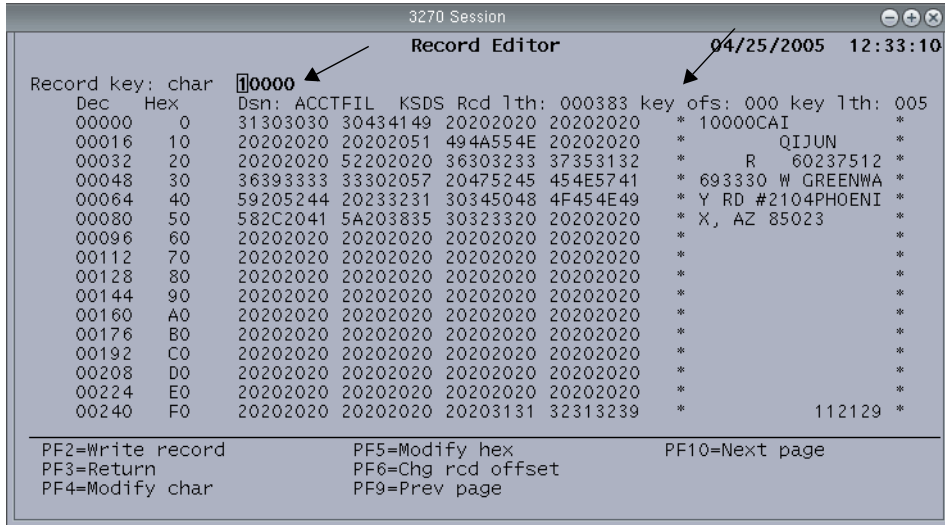 3270 Session
Record Editor 04/25/2005 12:33:10
Record key: char 10000
Dec Hex Dsn: ACCTFIL KSDS Rcd lth: 000383 key ofs: 000 key lth: 005
00000 0 31303030 30434149 20202020 20202020 * 10000CAI *
00016 10 20202020 20202051 494A554E 20202020 * QIJUN *
00032 20 20202020 52202020 36303233 37353132 * R 60237512 *
00048 30 36393333 33302057 20475245 454E5741 * 693330 W GREENWA *
00064 40 59205244 20233231 30345048 4F454E49 * Y RD #2104PHOENI *
00080 50 582C2041 5A203835 30323320 20202020 * X, AZ 85023 *
00096 60 20202020 20202020 20202020 20202020 * *
00112 70 20202020 20202020 20202020 20202020 * *
00128 80 20202020 20202020 20202020 20202020 * *
00144 90 20202020 20202020 20202020 20202020 * *
00160 A0 20202020 20202020 20202020 20202020 * *
00176 B0 20202020 20202020 20202020 20202020 * *
00192 C0 20202020 20202020 20202020 20202020 * *
00208 D0 20202020 20202020 20202020 20202020 * *
00224 E0 20202020 20202020 20202020 20202020 * *
00240 F0 20202020 20202020 20203131 32313239 * 112129 *
PF2=Write record PF5=Modify hex PF10=Next page
PF3=Return PF6=Chg rcd offset
PF4=Modify char PF9=Prev page